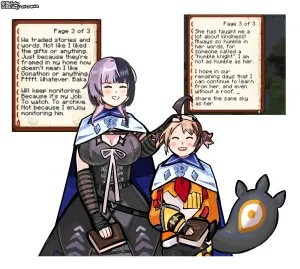 Page 3 of 3
We traded stories and
words. Not like I liked
the gifts or anything.
Just because they're
framed in my home now
doesn't mean I like
Gonathon or anything
pffft. Whatever. Baka.
Will keep monitoring.
Because it's my job.
To watch. To archive.
Not because I enjoy
monitoring him.
Page 3 of 3
She has taught me a
lot about kindness!
Always so humble in
her words, for
someone called a
"humble knight", I am
not as humble as her.
I hope in our
remaining days that I
can continue to learn
from her, and even
without a roof,
share the same sky
as her.